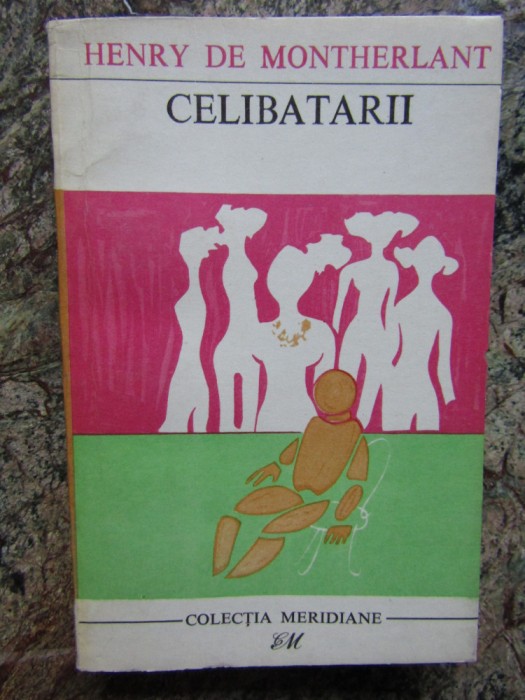 HENRY DE MONTHERLANT
CELIBATARII
COLECȚIA MERIDIANE
CM